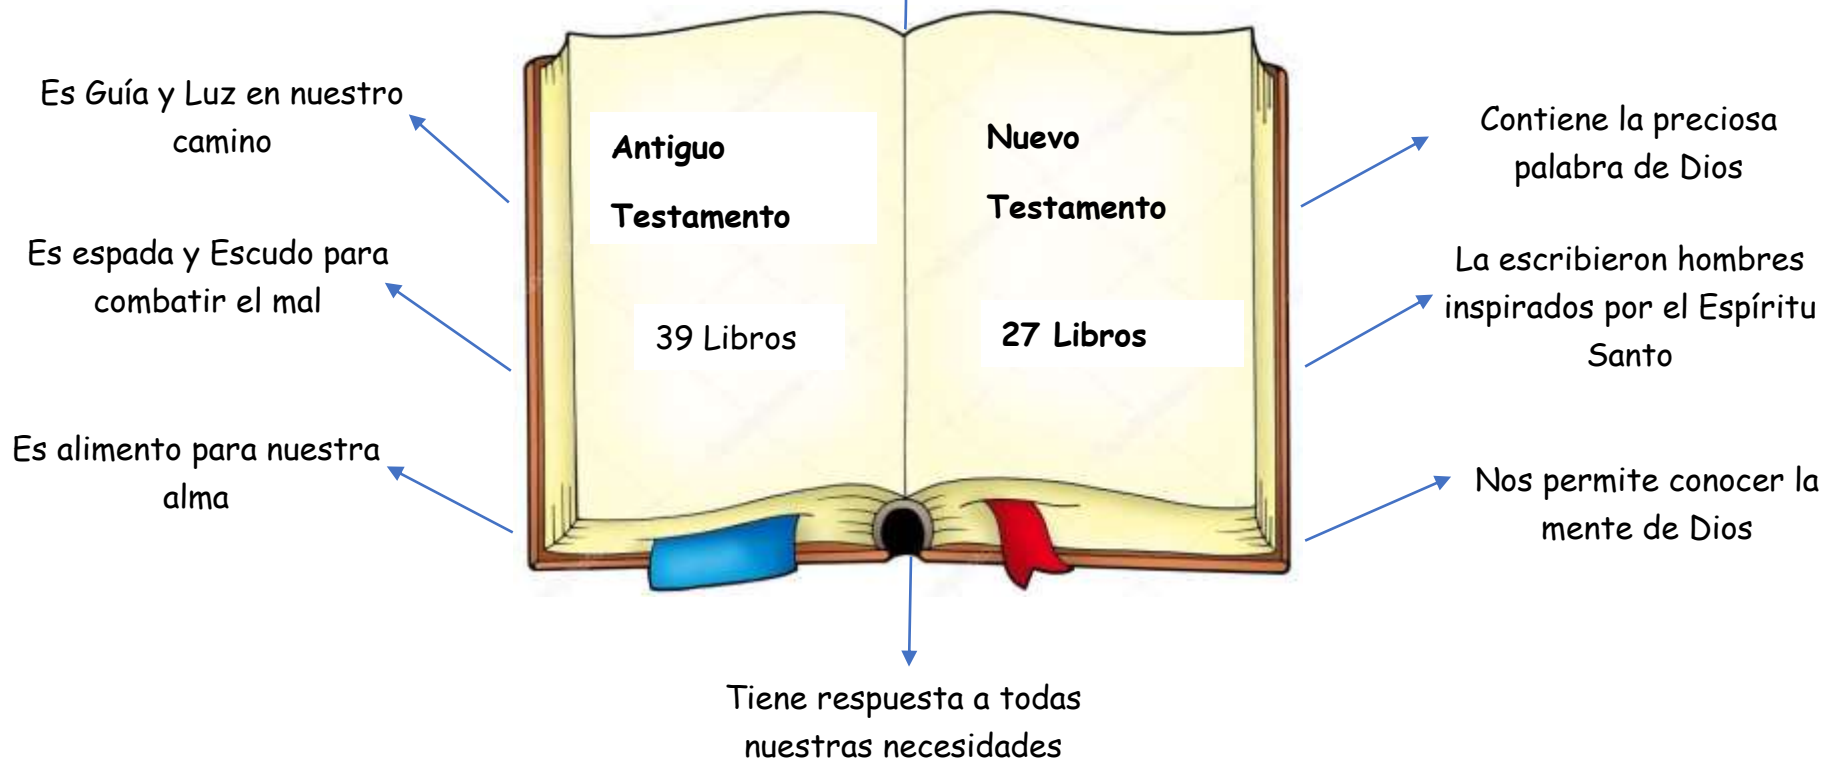 Es Guía y Luz en nuestro
camino
Es espada y Escudo para
combatir el mal
Es alimento para nuestra
alma
Antiguo
Testamento
39 Libros
Nuevo
Testamento
27 Libros
Contiene la preciosa
palabra de Dios
La escribieron hombres
inspirados por el Espíritu
Santo
Nos permite conocer la
mente de Dios
Tiene respuesta a todas
nuestras necesidades